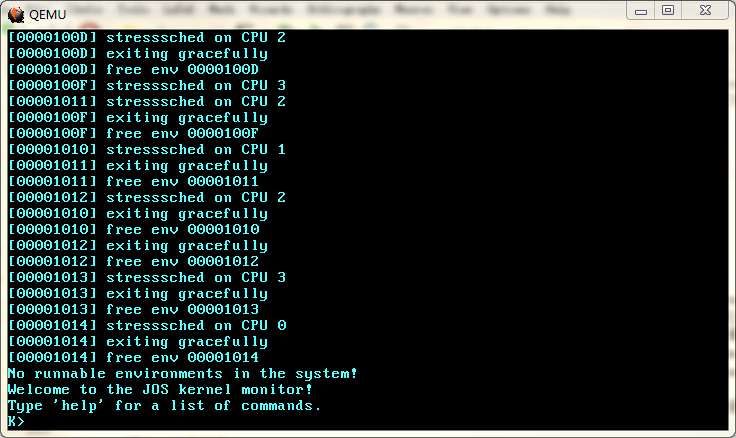 QEMU
[0000100D] stresssched on CPU 2
[0000100D] exiting gracefully
[0000100D] free env 0000100D
[0000100F] stresssched on CPU 3
[00001011] stresssched on CPU 2
[0000100F] exiting gracefully
[0000100F] free env 0000100F
[00001010] stresssched on CPU 1
[00001011] exiting gracefully
[00001011] free env 00001011
[00001012] stresssched on CPU 2
[00001010] exiting gracefully
[00001010] free env 00001010
[00001012] exiting gracefully
[00001012] free env 00001012
[00001013] stresssched on CPU 3
[00001013] exiting gracefully
[00001013] free env 00001013
[00001014] stresssched on CPU 0
[00001014] exiting gracefully
[00001014] free env 00001014
No runnable environments in the system!
Welcome to the JOS kernel monitor!
Type 'help' for a list of commands.
K>